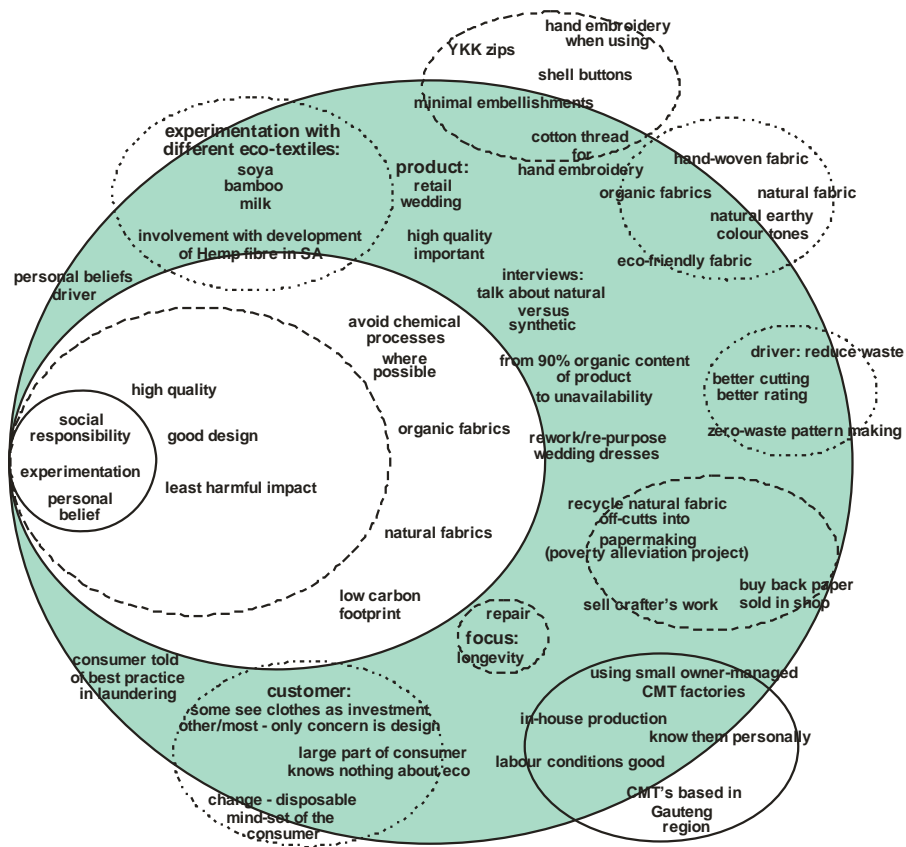 hand embroidery
when using
YKK zips
shell buttons
minimal embellishments
cotton thread
for
hand embroidery
experimentation with
different eco-textiles:
soya
bamboo
milk
involvement with development
of Hemp fibre in SA
product:
retail
wedding
high quality
important
hand-woven fabric
organic fabrics
natural fabric
natural earthy
colour tones
eco-friendly fabric
personal beliefs
driver
interviews:
talk about natural
versus
synthetic
avoid chemical
processes
where
possible
from 90% organic content
of product
to unavailability
driver: reduce waste
better cutting
better rating
zero-waste pattern making
high quality
social
responsibility
good design
organic fabrics
rework/re-purpose
wedding dresses
experimentation
personal
belief
least harmful impact
natural fabrics
low carbon
footprint
recycle natural fabric
off-cuts into
papermaking
(poverty alleviation project)
buy back paper
sold in shop
sell crafter's work
repair
focus:
longevity
consumer told
of best practice
in laundering
customer:
some see clothes as investment,
other/most - only concern is design
large part of consumer
knows nothing about eco
change - disposable
mind-set of the
consumer
using small owner-managed
CMT factories
in-house production
know them personally
labour conditions good
CMT's based in
Gauteng
region